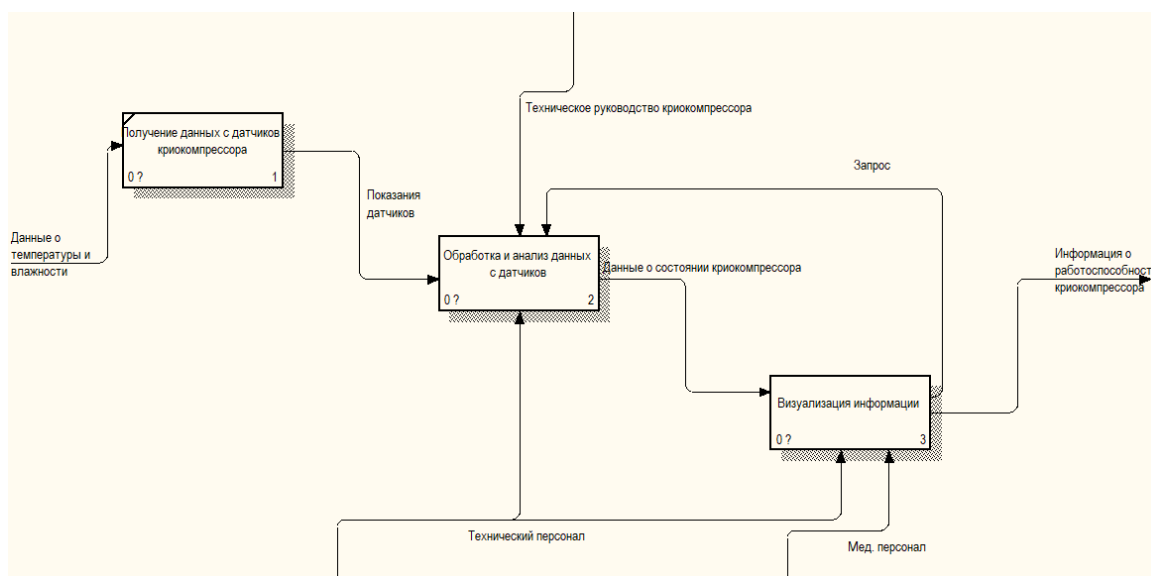 Техническое руководство криокомпрессора
Получение данных с датчиков
криокомпрессора
0 ?
1
Запрос
Показания
датчиков
Данные о
температуры и
влажности
Обработка и анализ данных
с датчиков
0 ?
2
Данные о состоянии криокомпрессора
Информация о
работоспособност
криокомпрессора
Визуализация информации
0 ?
3
Технический персонал
Мед. персонал